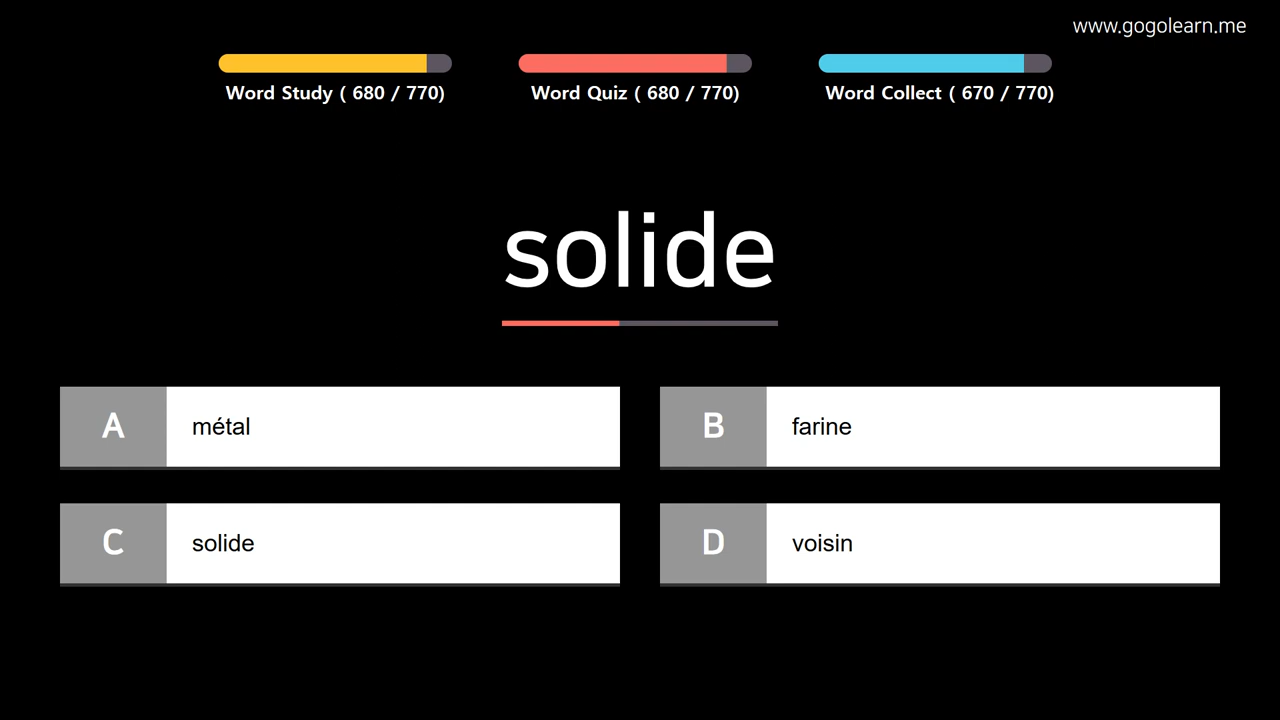 www.gogolearn.me
Word Study ( 680 / 770)
Word Quiz ( 680 / 770)
Word Collect ( 670 / 770)
solide
A
métal
B
farine
C
solide
D
voisin